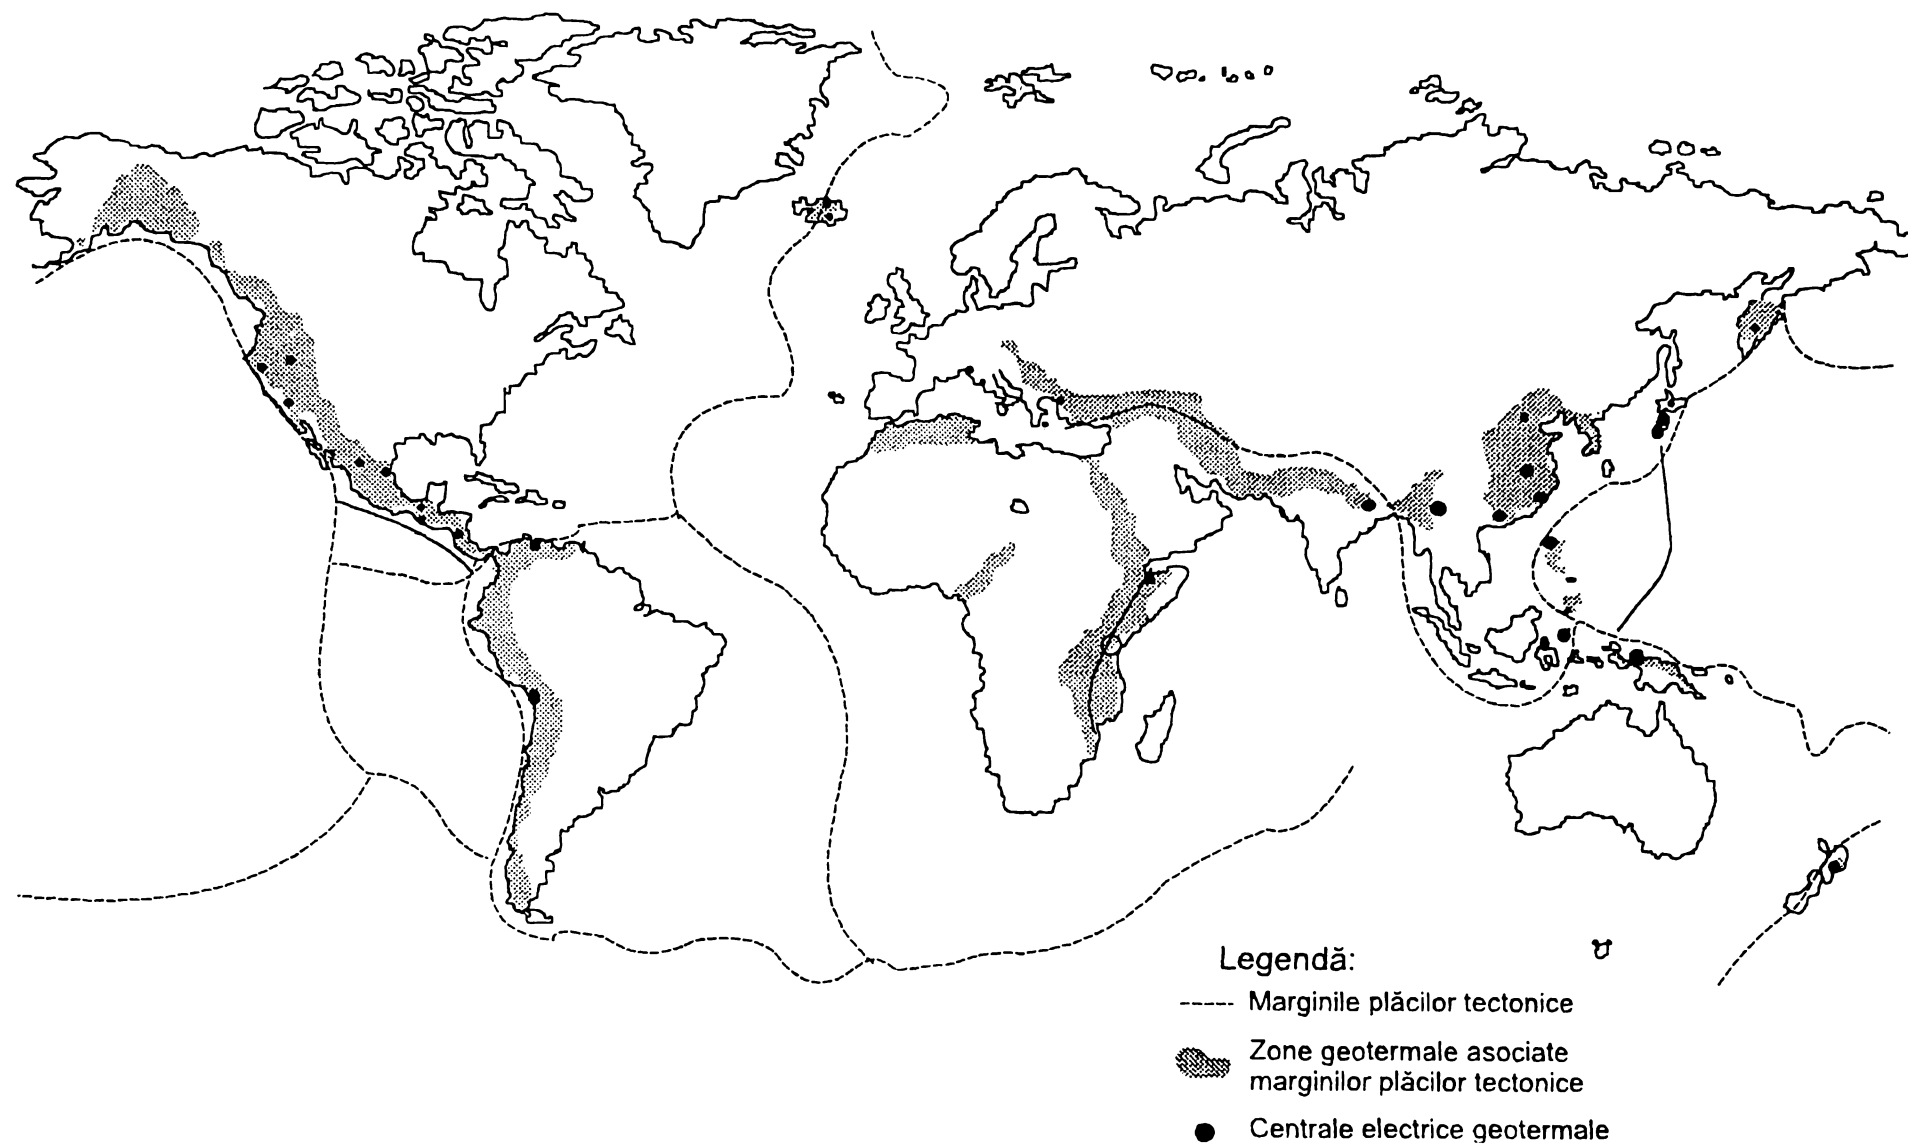 Legendă:
Marginile plăcilor tectonice
Zone geotermale asociate
marginilor plăcilor tectonice
Centrale electrice geotermale